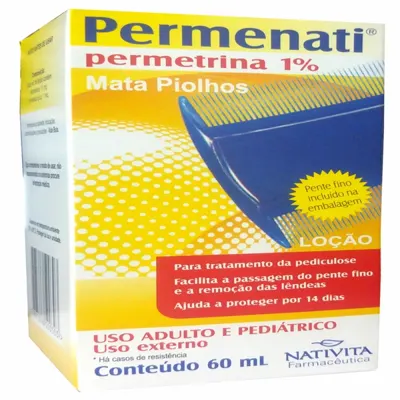 Permenati®
permetrina 1%
Mata Piolhos
Pente fino
incluído na
embalagem
LOÇÃO
Para tratamento da pediculose
Facilita a passagem do pente fino
e a remoção das lêndeas
Ajuda a proteger por 14 dias
USO ADULTO E PEDIÁTRICO
Uso externo
* Há casos de resistência
Conteúdo 60 mL
NATIVITA
Farmacêutica